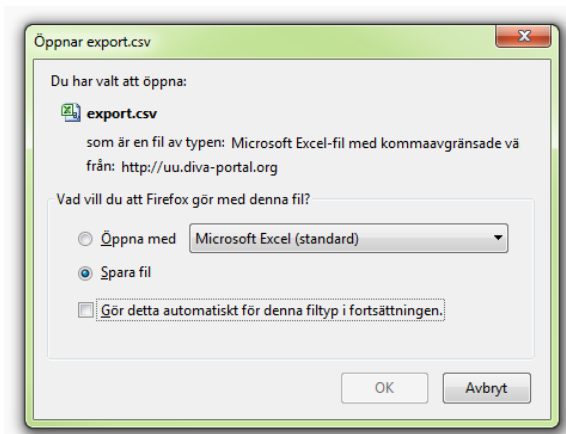 Öppnar export.csv
Du har valt att öppna:
export.csv
som är en fil av typen: Microsoft Excel-fil med kommaavgränsade vä
från: http://uu.diva-portal.org
Vad vill du att Firefox gör med denna fil?
Öppna med Microsoft Excel (standard)
Spara fil
Gör detta automatiskt för denna filtyp i fortsättningen.
OK Avbryt